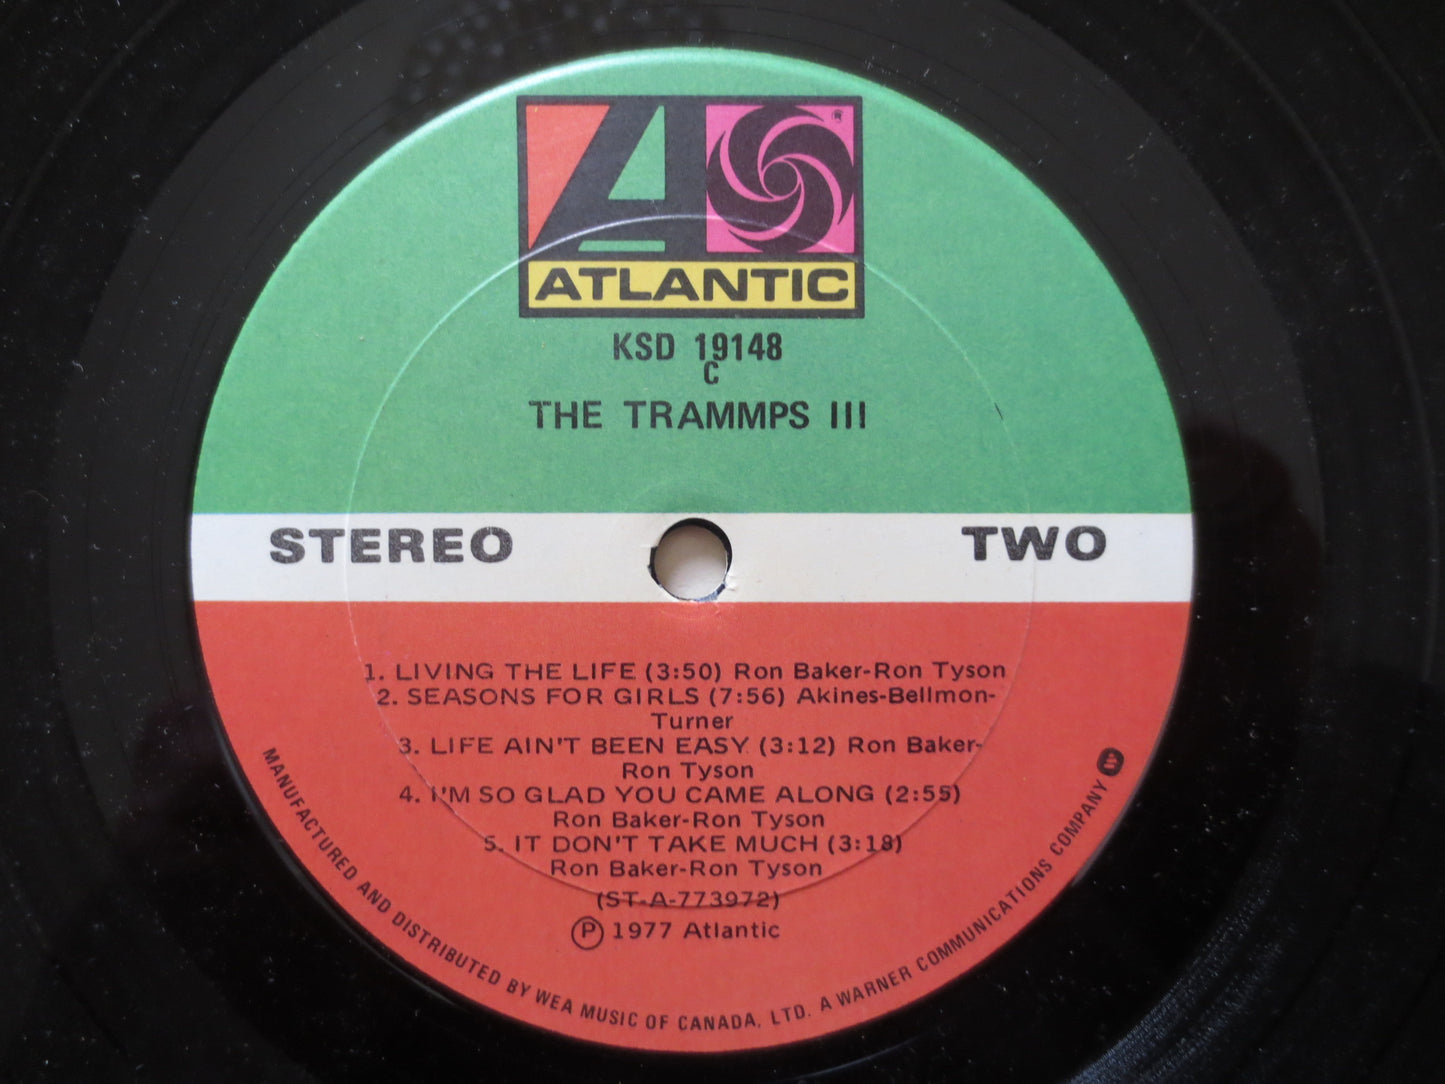 ATLANTIC
KSD 19148
C
THE TRAMMPS III
STEREO
TWO
1. LIVING THE LIFE (3:50) Ron Baker-Ron Tyson
2. SEASONS FOR GIRLS (7:56) Akines-Bellmon-
Turner
3. LIFE AIN'T BEEN EASY (3:12) Ron Baker-
Ron Tyson
4. I'M SO GLAD YOU CAME ALONG (2:55)
Ron Baker-Ron Tyson
5. IT DON'T TAKE MUCH (3:18)
Ron Baker-Ron Tyson
(ST-A-773972)
Ⓟ 1977 Atlantic
MANUFACTURED AND DISTRIBUTED BY WEA MUSIC OF CANADA, LTD. A WARNER COMMUNICATIONS COMPANY